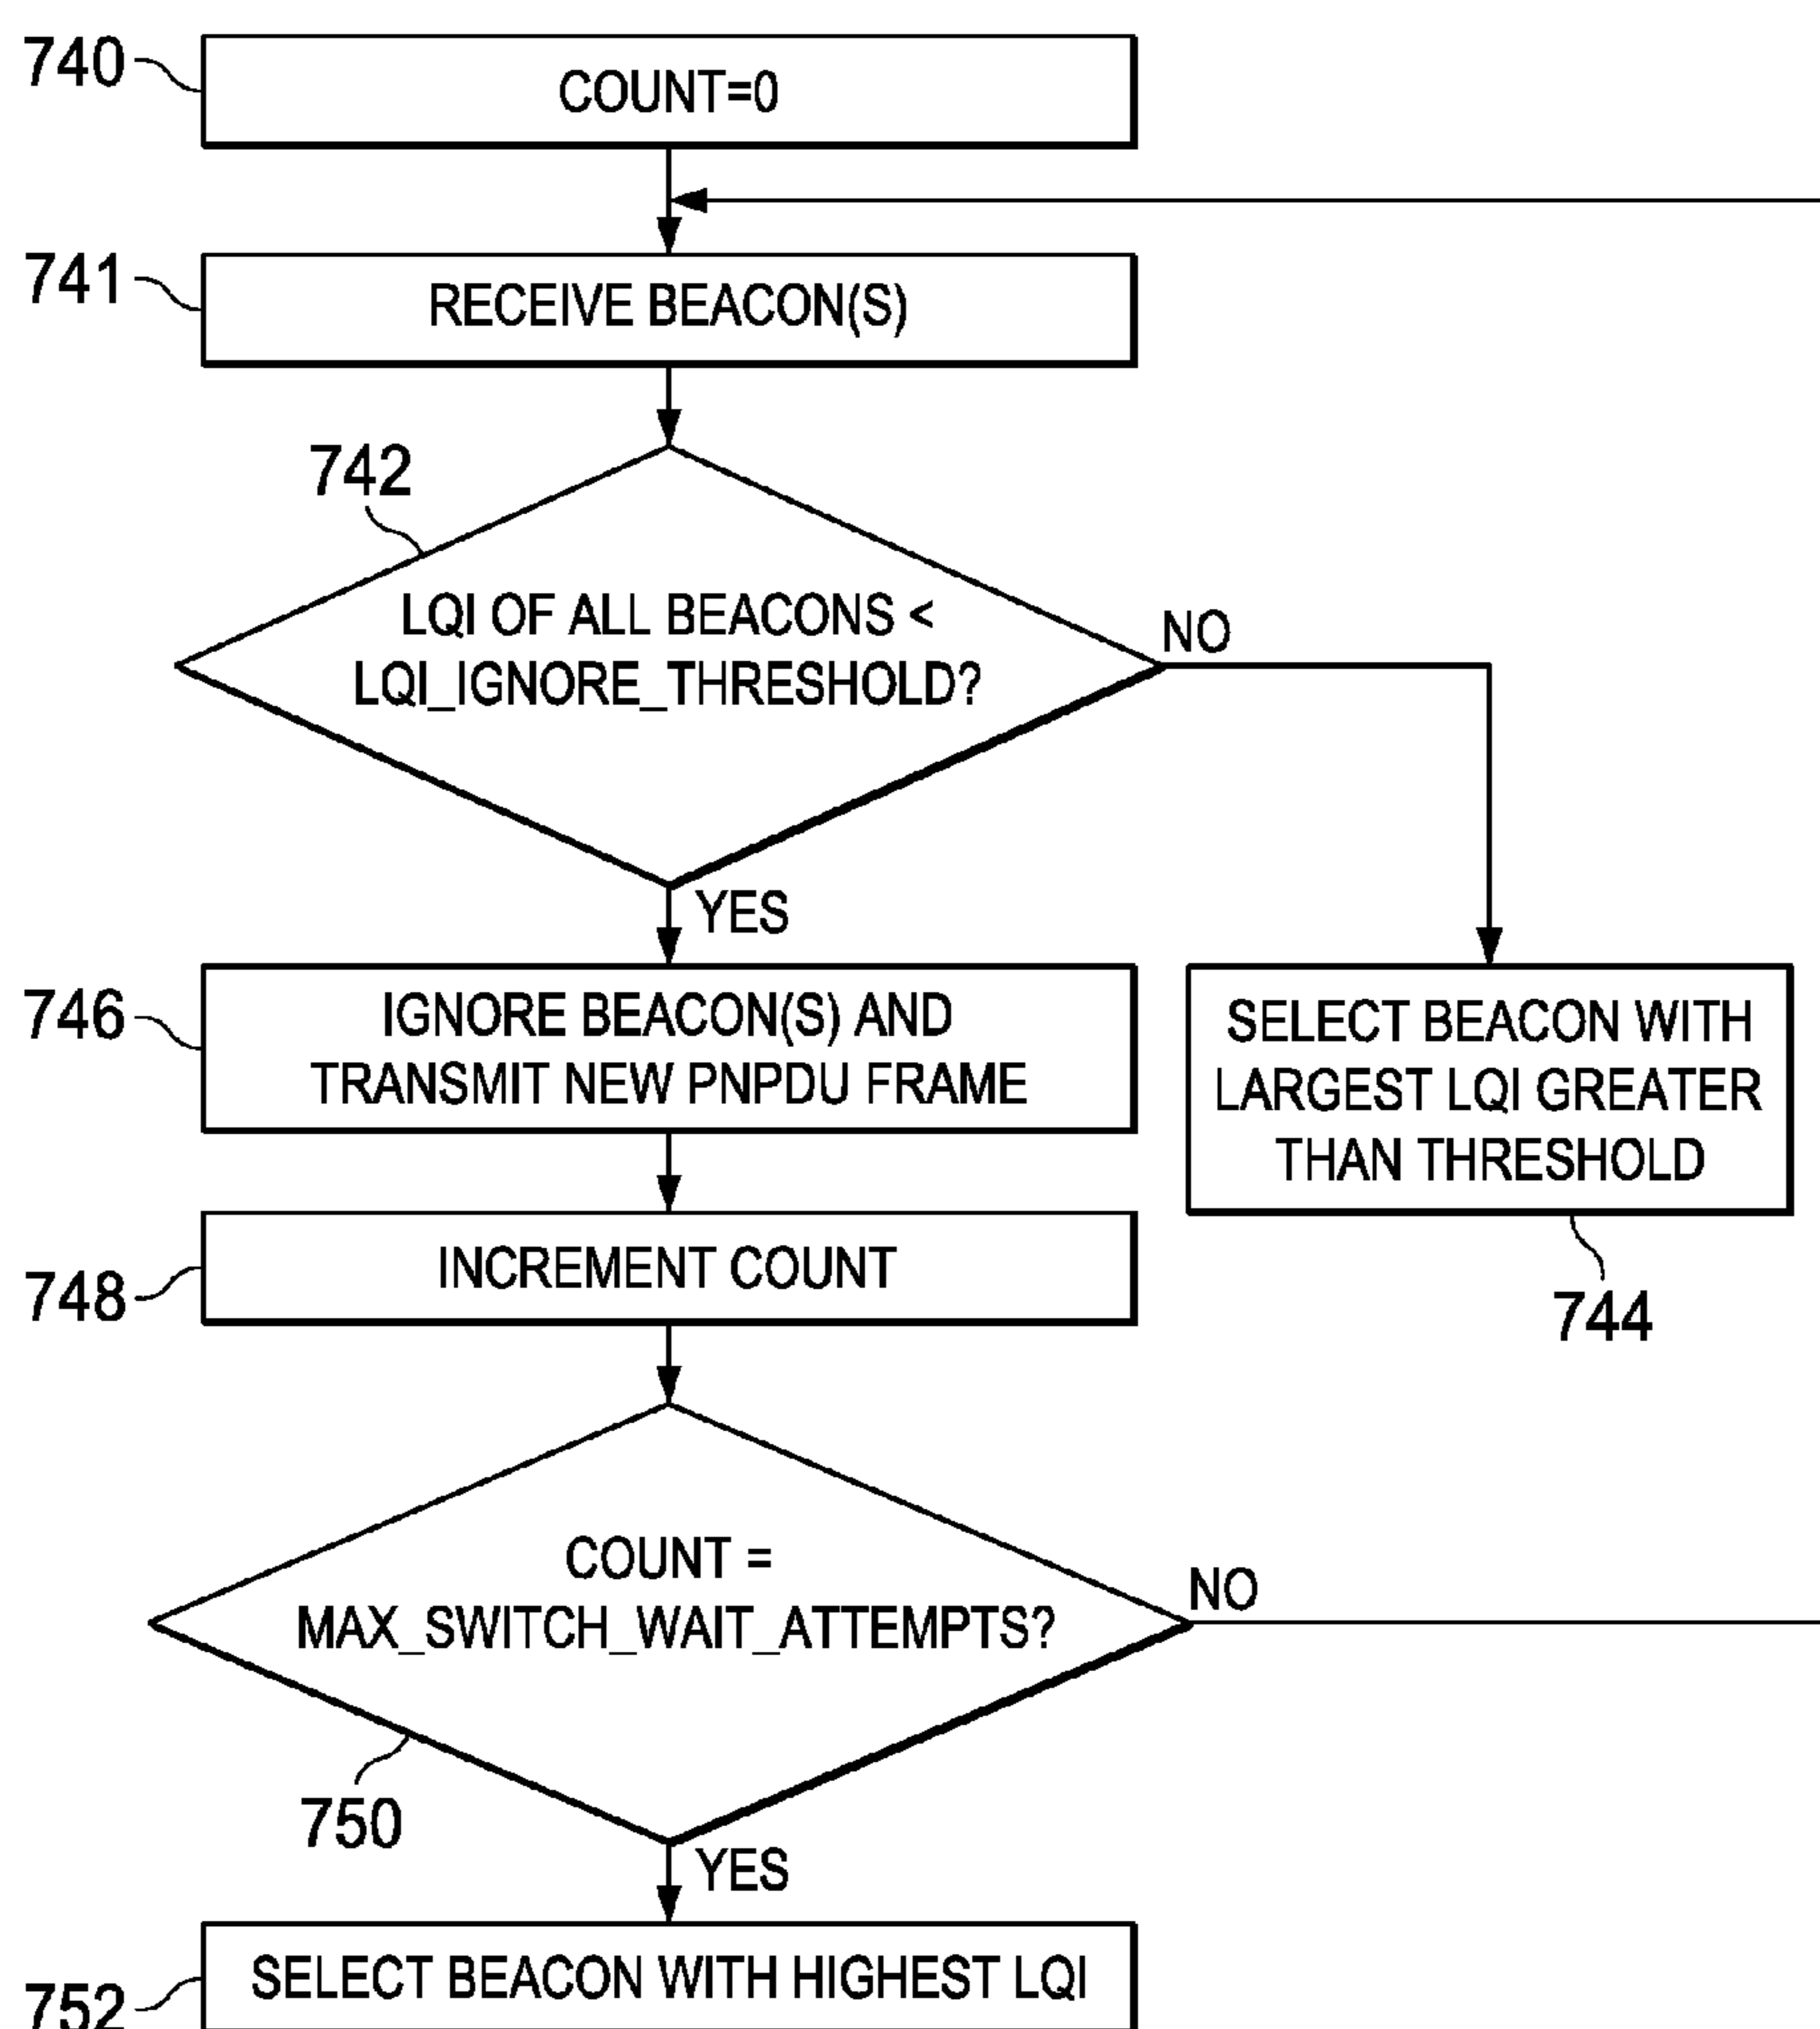 740
COUNT=0
741
RECEIVE BEACON(S)
742
LQI OF ALL BEACONS <
LQI_IGNORE_THRESHOLD?
NO
YES
746
IGNORE BEACON(S) AND
TRANSMIT NEW PNPDU FRAME
SELECT BEACON WITH
LARGEST LQI GREATER
THAN THRESHOLD
744
748
INCREMENT COUNT
COUNT =
MAX_SWITCH_WAIT_ATTEMPTS?
NO
750
YES
752
SELECT BEACON WITH HIGHEST LQI